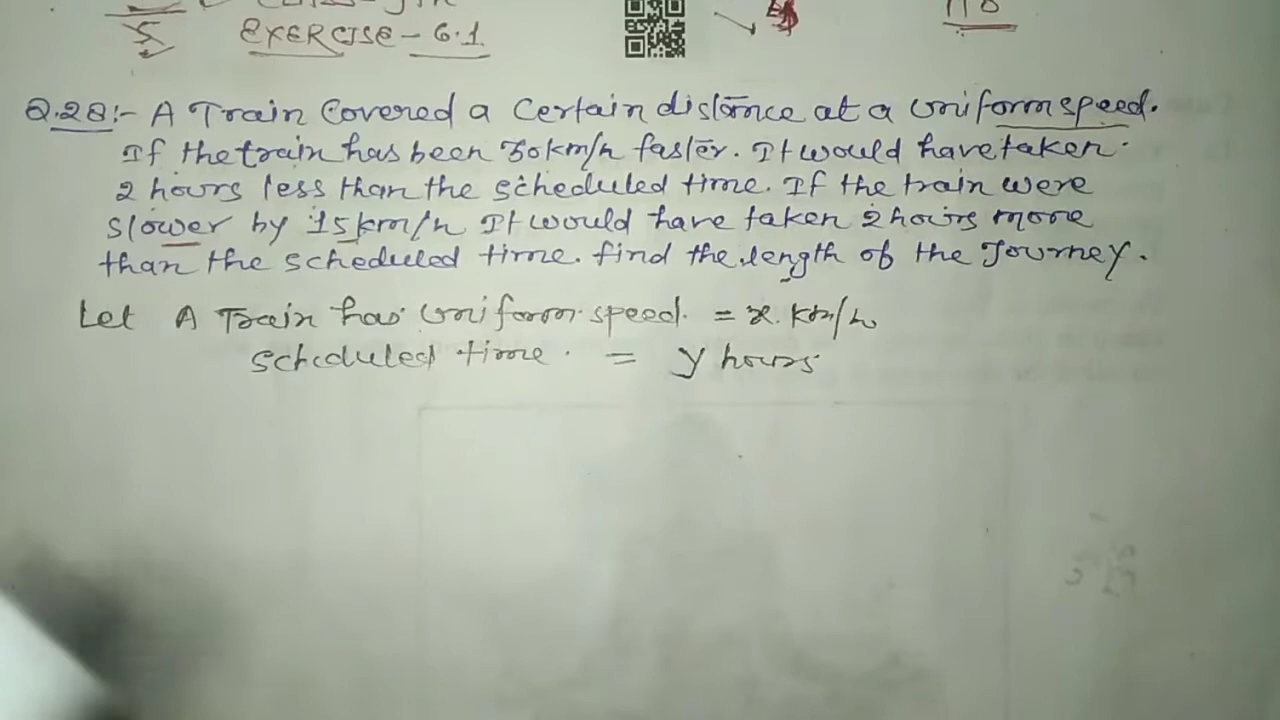 EXERCISE - 6.1
Q.28:- A Train Covered a Certain distance at a Uniform speed.
If the train has been 30km/h faster. It would have taken
2 hours less than the scheduled time. If the train were
slower by 15km/h It would have taken 2 hours more
than the scheduled time. find the length of the Journey.
Let A Train has Uniform speed. = x. km/h
Scheduled time. = y hours